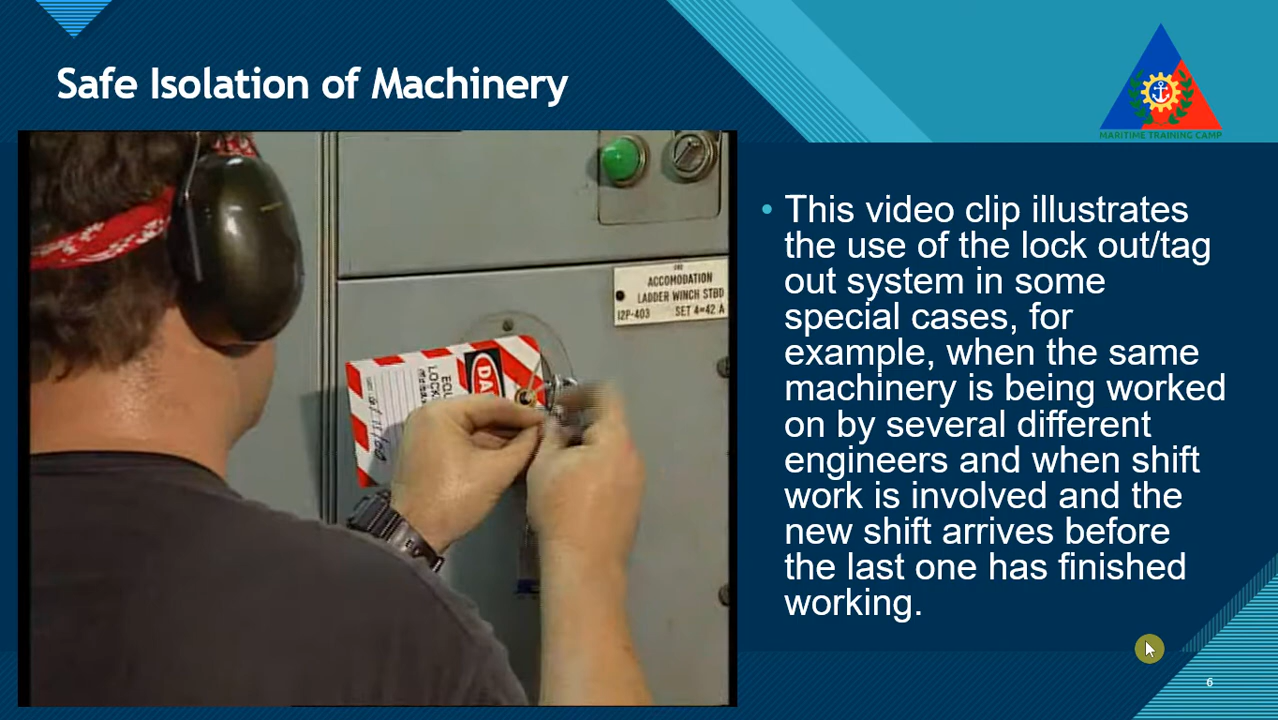 Safe Isolation of Machinery
MARITIME TRAINING CAMP
ACCOMODATION
LADDER WINCH STBD
12P-403 SET 4=42 A
DA
EQU
LOCK
• This video clip illustrates
the use of the lock out/tag
out system in some
special cases, for
example, when the same
machinery is being worked
on by several different
engineers and when shift
work is involved and the
new shift arrives before
the last one has finished
working.
6